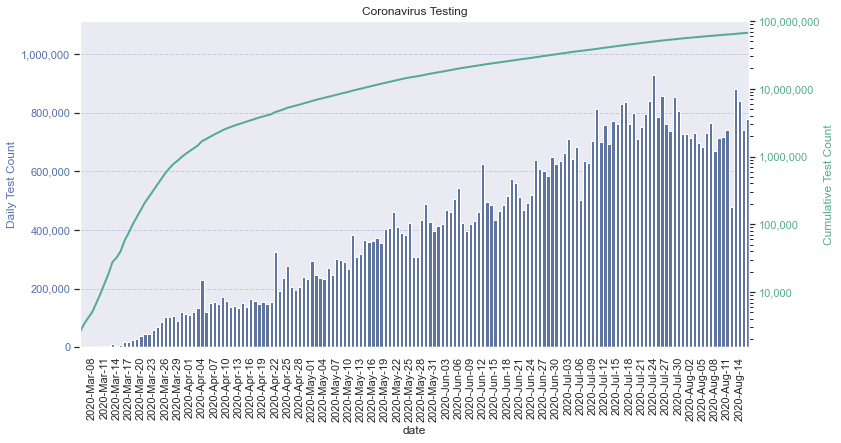 Coronavirus Testing
Daily Test Count
1,000,000
800,000
600,000
400,000
200,000
0
100,000,000
10,000,000
1,000,000
100,000
10,000
Cumulative Test Count
2020-Mar-08
2020-Mar-11
2020-Mar-14
2020-Mar-17
2020-Mar-20
2020-Mar-23
2020-Mar-26
2020-Mar-29
2020-Apr-01
2020-Apr-04
2020-Apr-07
2020-Apr-10
2020-Apr-13
2020-Apr-16
2020-Apr-19
2020-Apr-22
2020-Apr-25
2020-Apr-28
2020-May-01
2020-May-04
2020-May-07
2020-May-10
2020-May-13
2020-May-16
2020-May-19
2020-May-22
2020-May-25
2020-May-28
2020-May-31
2020-Jun-03
2020-Jun-06
2020-Jun-09
2020-Jun-12
2020-Jun-15
2020-Jun-18
2020-Jun-21
2020-Jun-24
2020-Jun-27
2020-Jun-30
2020-Jul-03
2020-Jul-06
2020-Jul-09
2020-Jul-12
2020-Jul-15
2020-Jul-18
2020-Jul-21
2020-Jul-24
2020-Jul-27
2020-Jul-30
2020-Aug-02
2020-Aug-05
2020-Aug-08
2020-Aug-11
2020-Aug-14
date